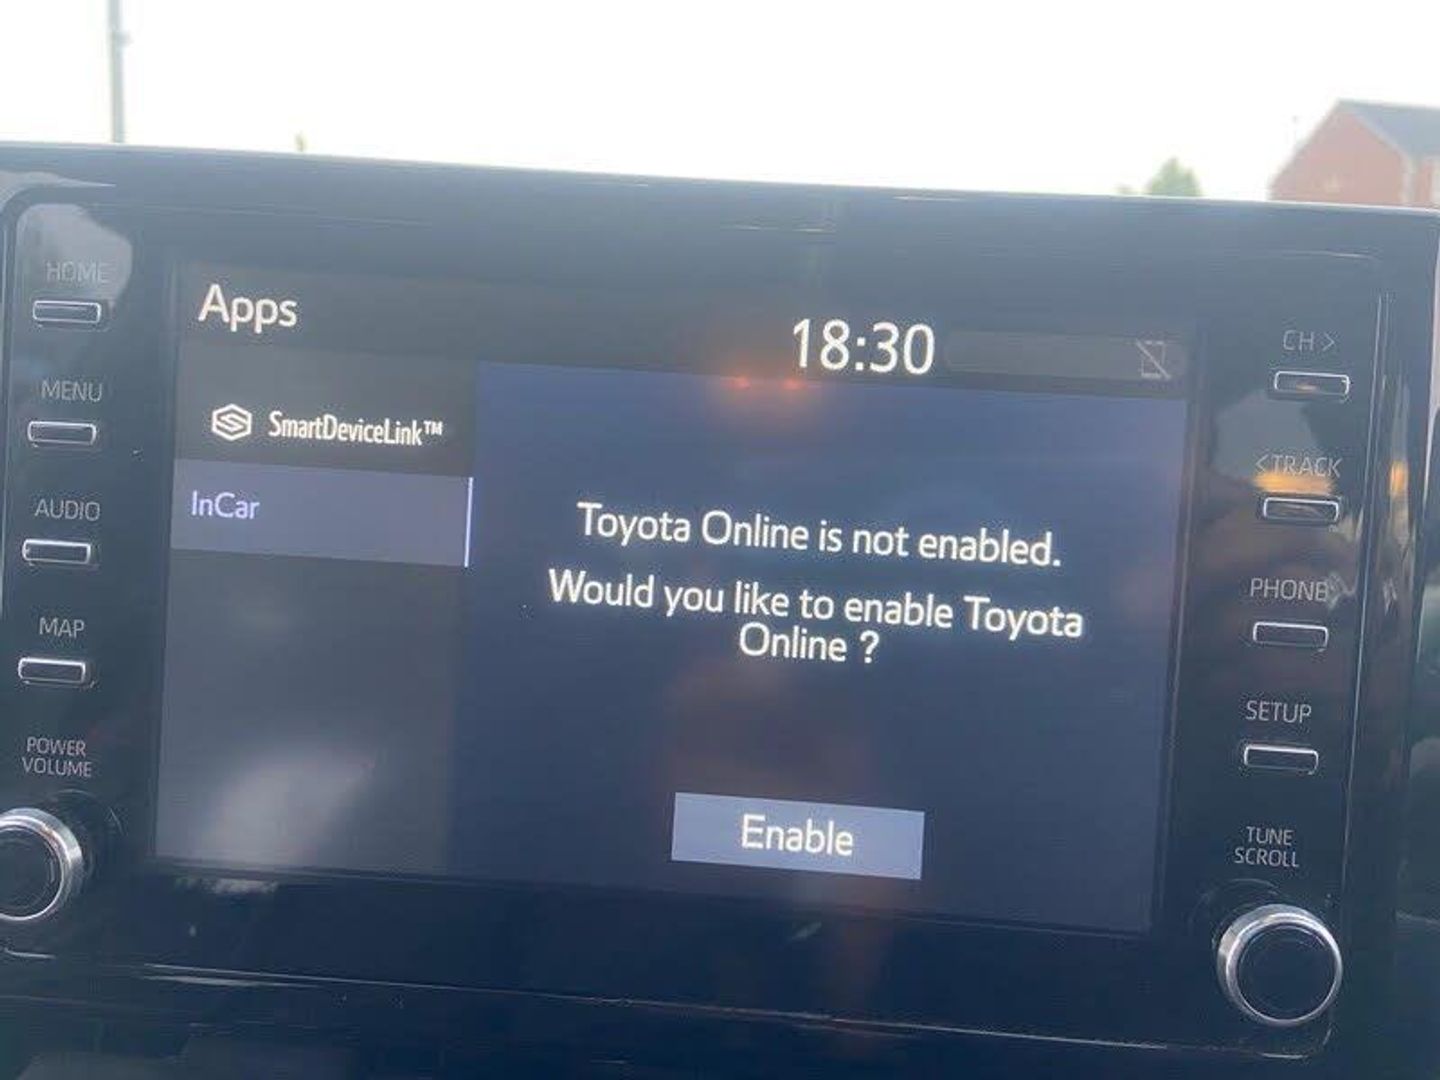 HOME
MENU
AUDIO
MAP
POWER
VOLUME
Apps
18:30
SmartDeviceLink™
InCar
Toyota Online is not enabled.
Would you like to enable Toyota
Online ?
Enable
CH >
< TRACK
PHONE
SETUP
TUNE
SCROLL